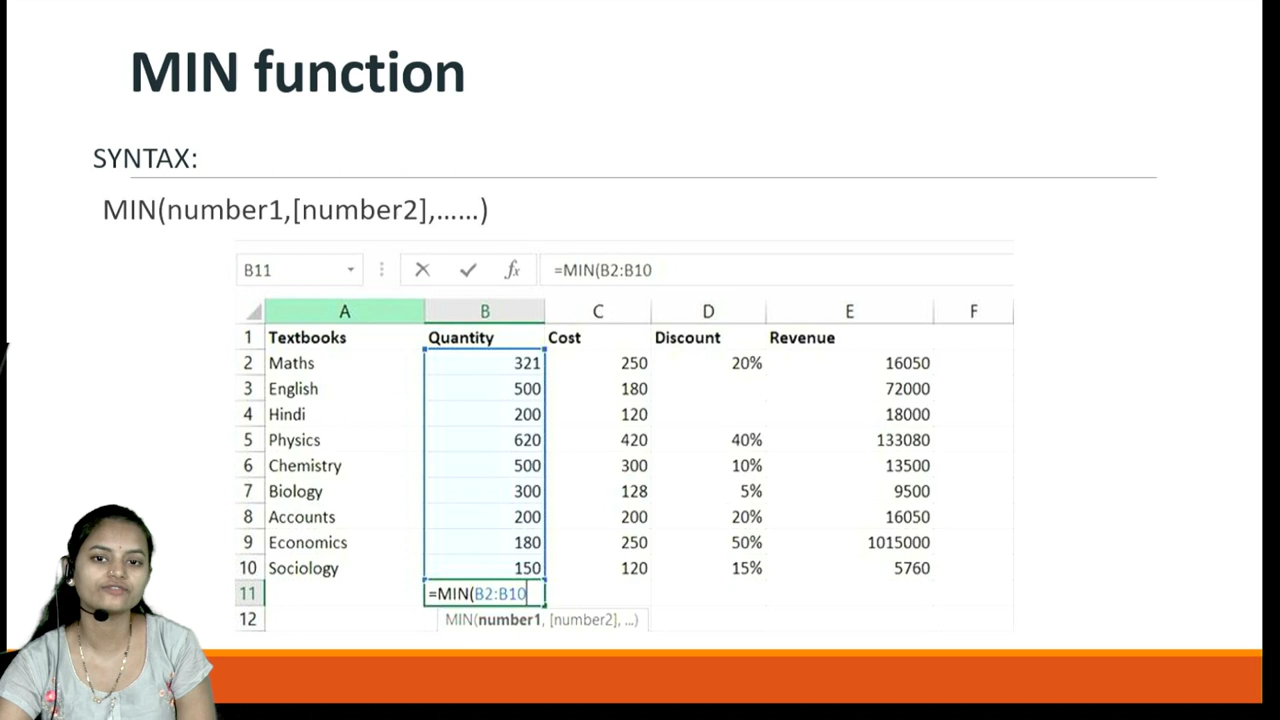 MIN function
SYNTAX:
MIN(number1,[number2],......)
B11 fx =MIN(B2:B10
A B C D E F
1 Textbooks Quantity Cost Discount Revenue
2 Maths 321 250 20% 16050
3 English 500 180 72000
4 Hindi 200 120 18000
5 Physics 620 420 40% 133080
6 Chemistry 500 300 10% 13500
7 Biology 300 128 5% 9500
8 Accounts 200 200 20% 16050
9 Economics 180 250 50% 1015000
10 Sociology 150 120 15% 5760
11 =MIN(B2:B10
12 MIN(number1, [number2], ...)